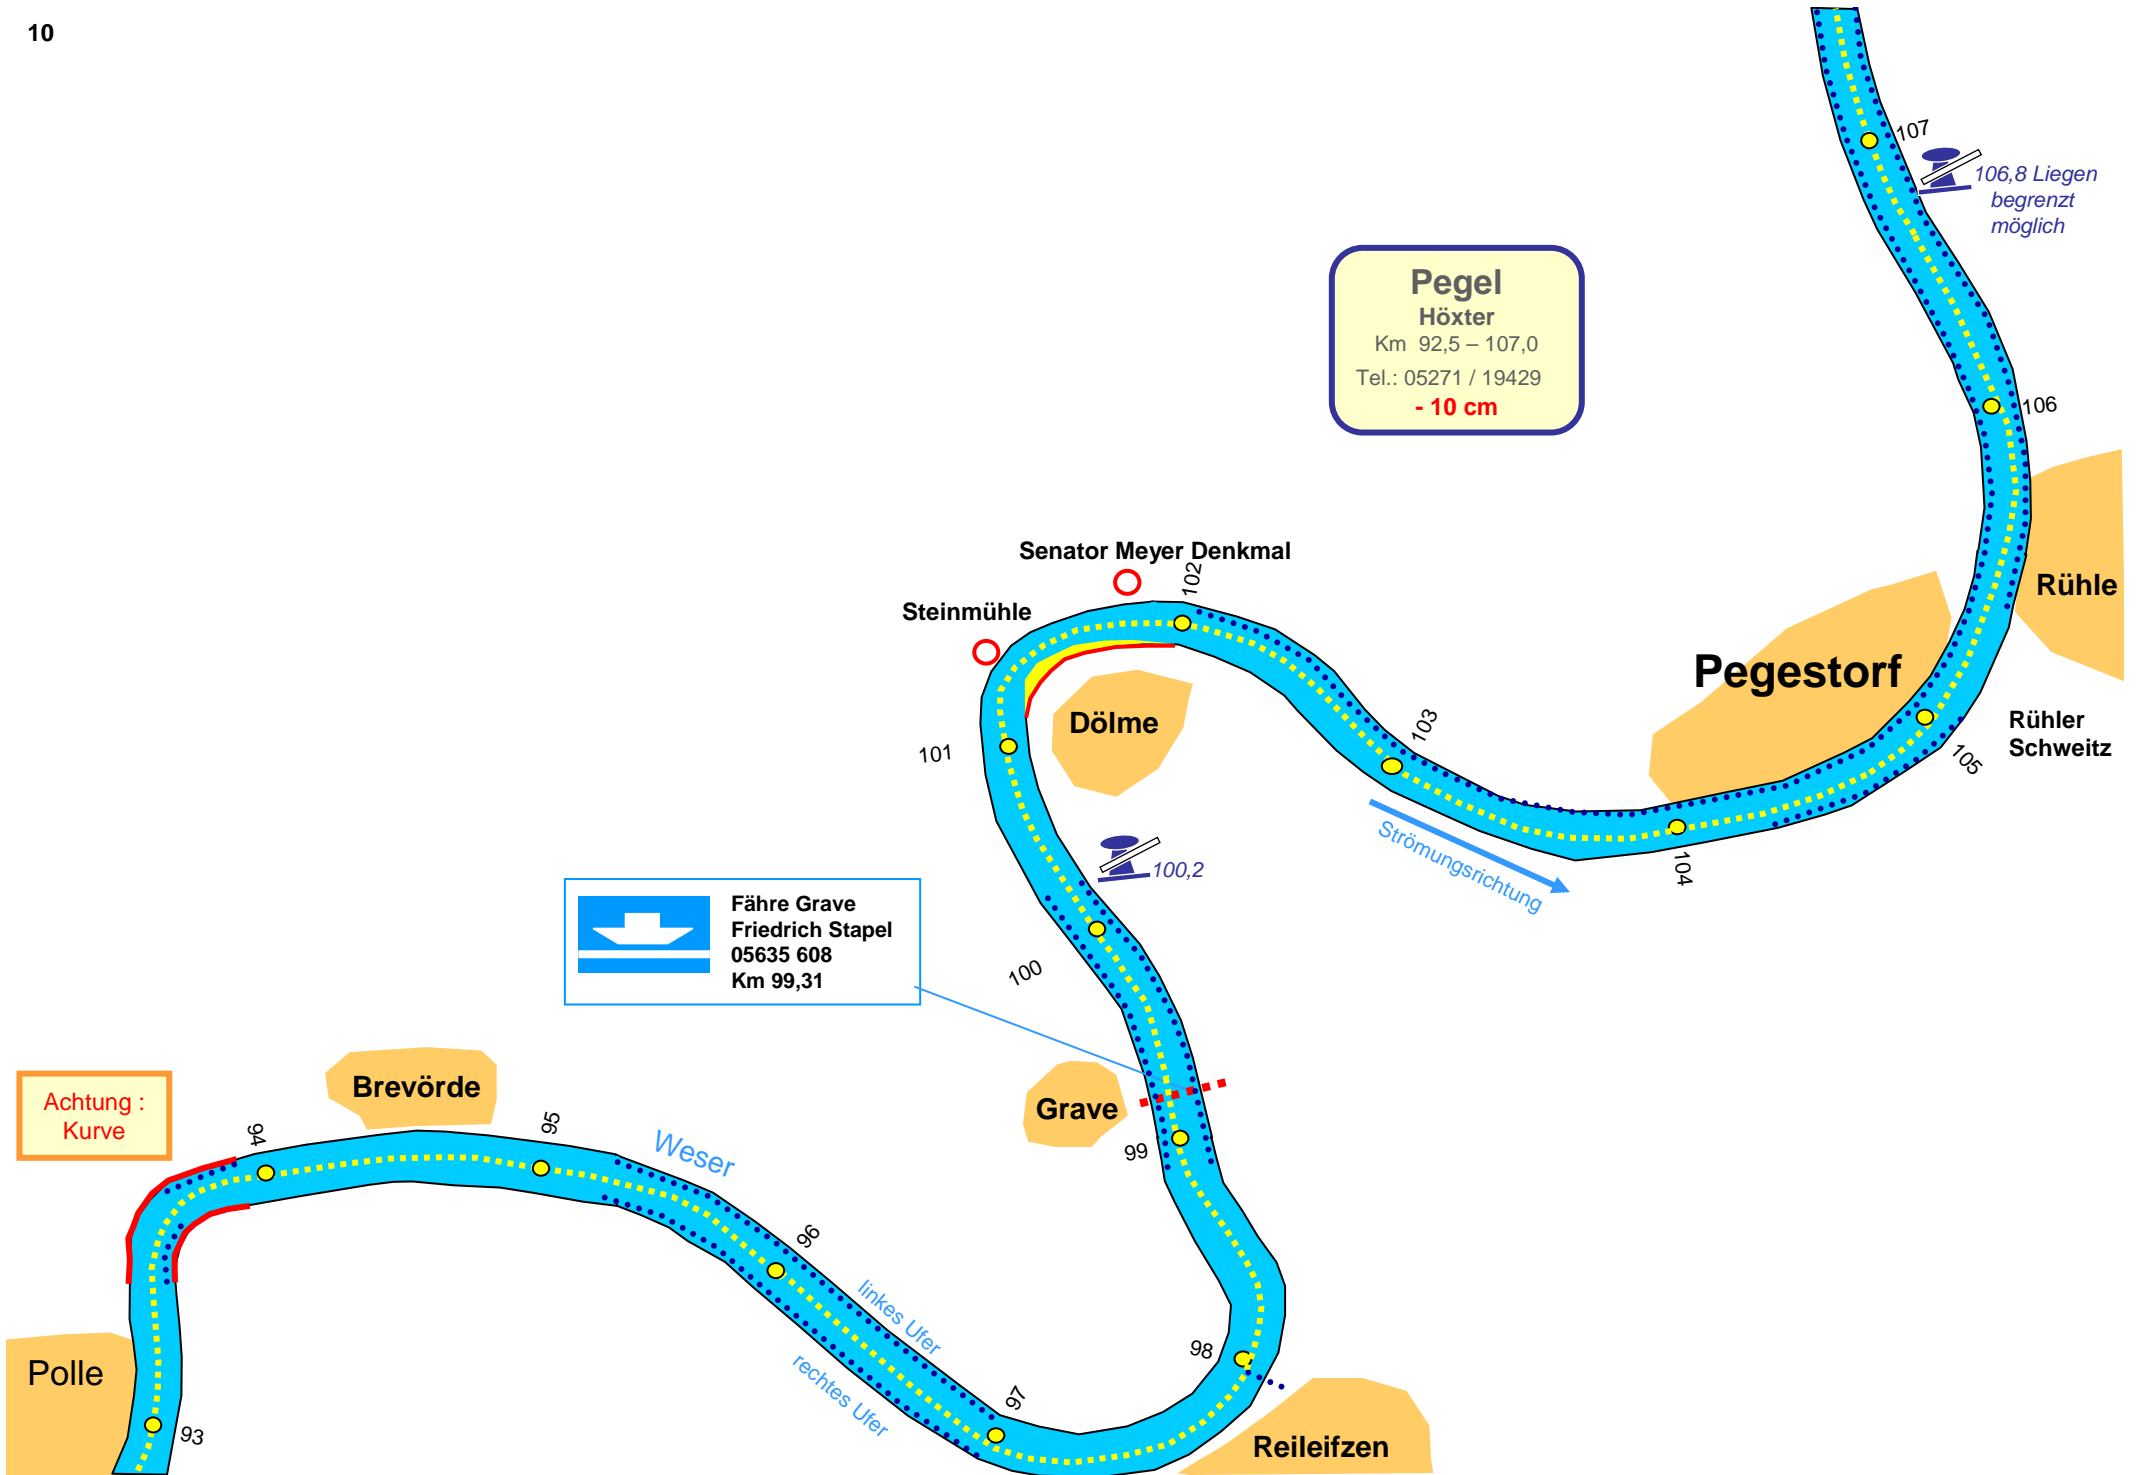 10
107
106,8 Liegen
begrenzt
möglich
Pegel
Höxter
Km 92,5 – 107,0
Tel.: 05271 / 19429
- 10 cm
106
Senator Meyer Denkmal
102
Steinmühle
Rühle
Pegestorf
Dölme
103
Rühler
Schweitz
101
105
Strömungsrichtung
104
100,2
Fähre Grave
Friedrich Stapel
05635 608
Km 99,31
100
Brevörde
Achtung :
Kurve
Grave
94
95
Weser
99
96
linkes Ufer
98
rechtes Ufer
Polle
97
93
Reileifzen